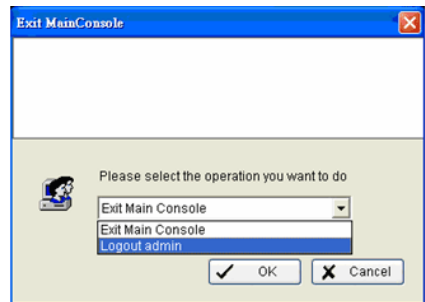 Exit MainConsole
Please select the operation you want to do
Exit Main Console
Exit Main Console
Logout admin
OK
Cancel